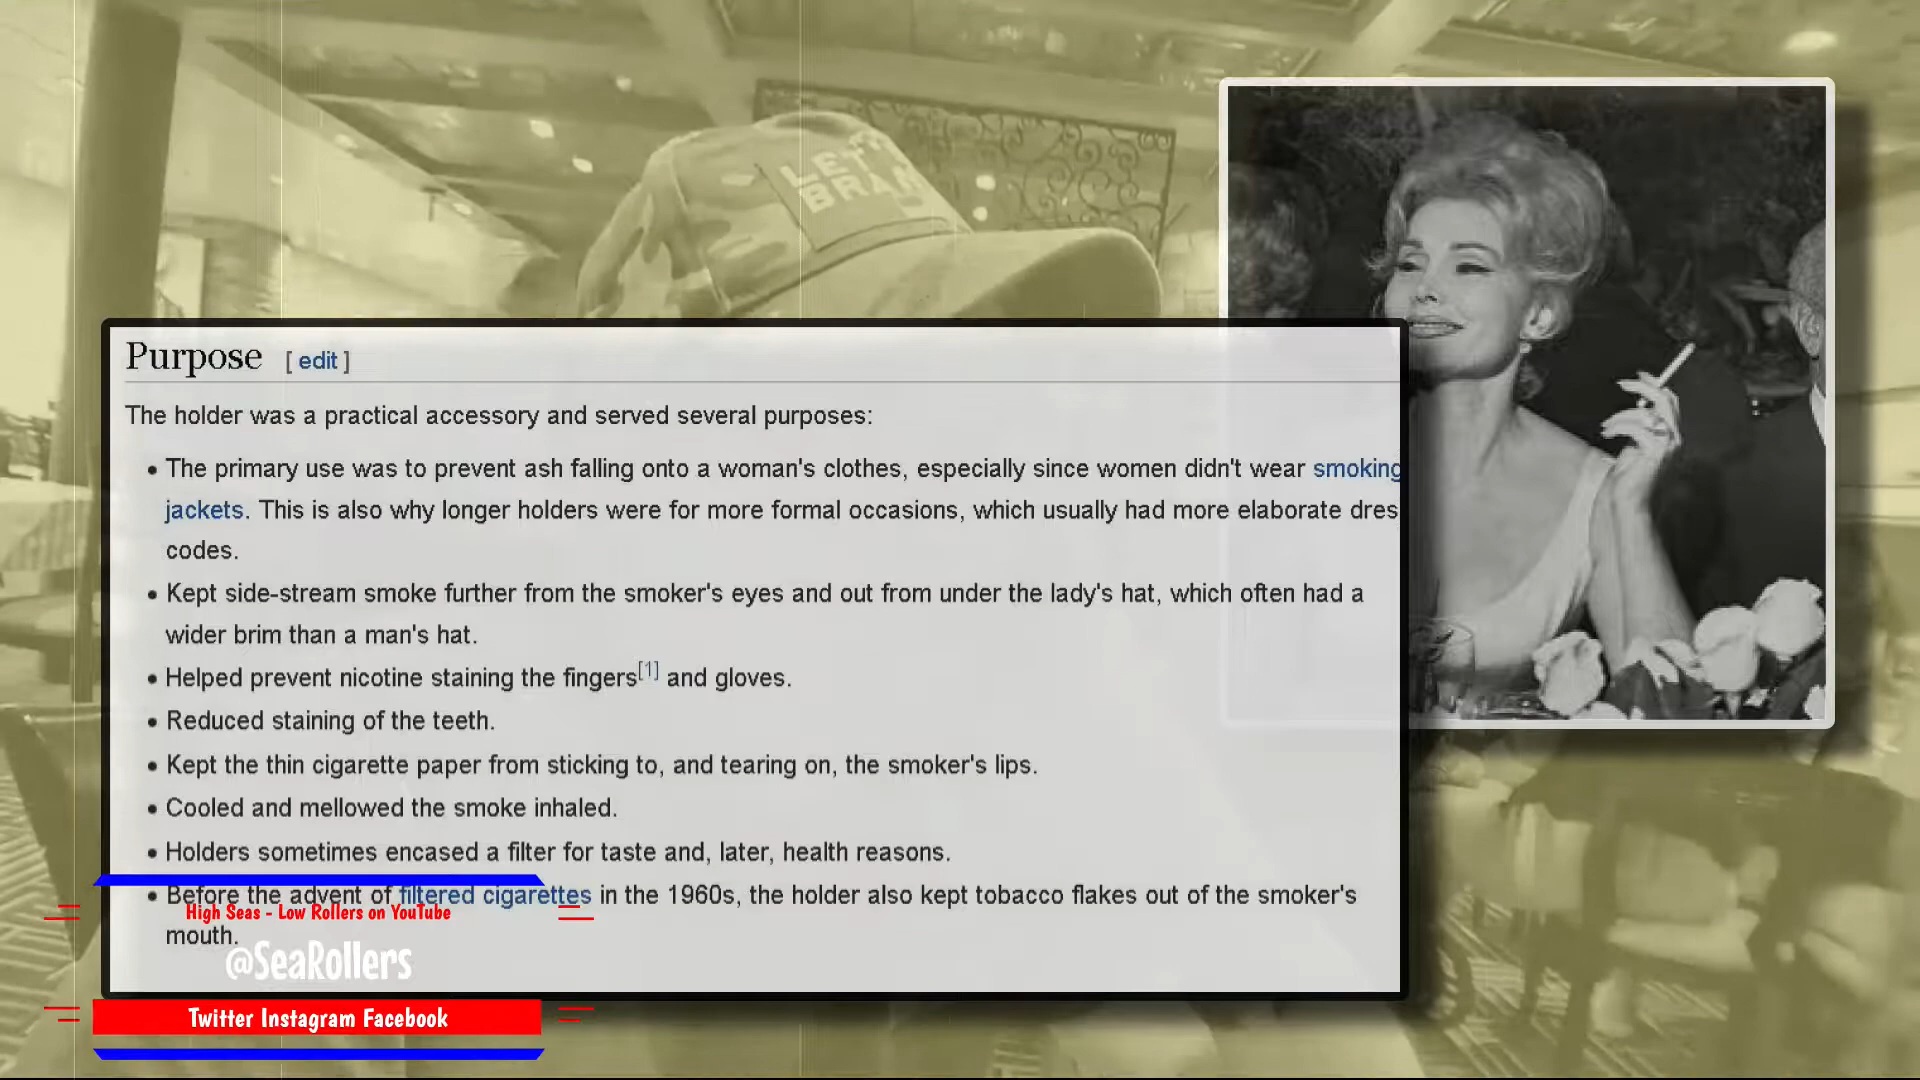 LET'S
BRA
Purpose [ edit ]
The holder was a practical accessory and served several purposes:
• The primary use was to prevent ash falling onto a woman's clothes, especially since women didn't wear smoking
jackets. This is also why longer holders were for more formal occasions, which usually had more elaborate dres
codes.
• Kept side-stream smoke further from the smoker's eyes and out from under the lady's hat, which often had a
wider brim than a man's hat.
• Helped prevent nicotine staining the fingers[1] and gloves.
• Reduced staining of the teeth.
• Kept the thin cigarette paper from sticking to, and tearing on, the smoker's lips.
• Cooled and mellowed the smoke inhaled.
• Holders sometimes encased a filter for taste and, later, health reasons.
• Before the advent of filtered cigarettes in the 1960s, the holder also kept tobacco flakes out of the smoker's
mouth.
High Seas - Low Rollers on YouTube
@SeaRollers
Twitter Instagram Facebook